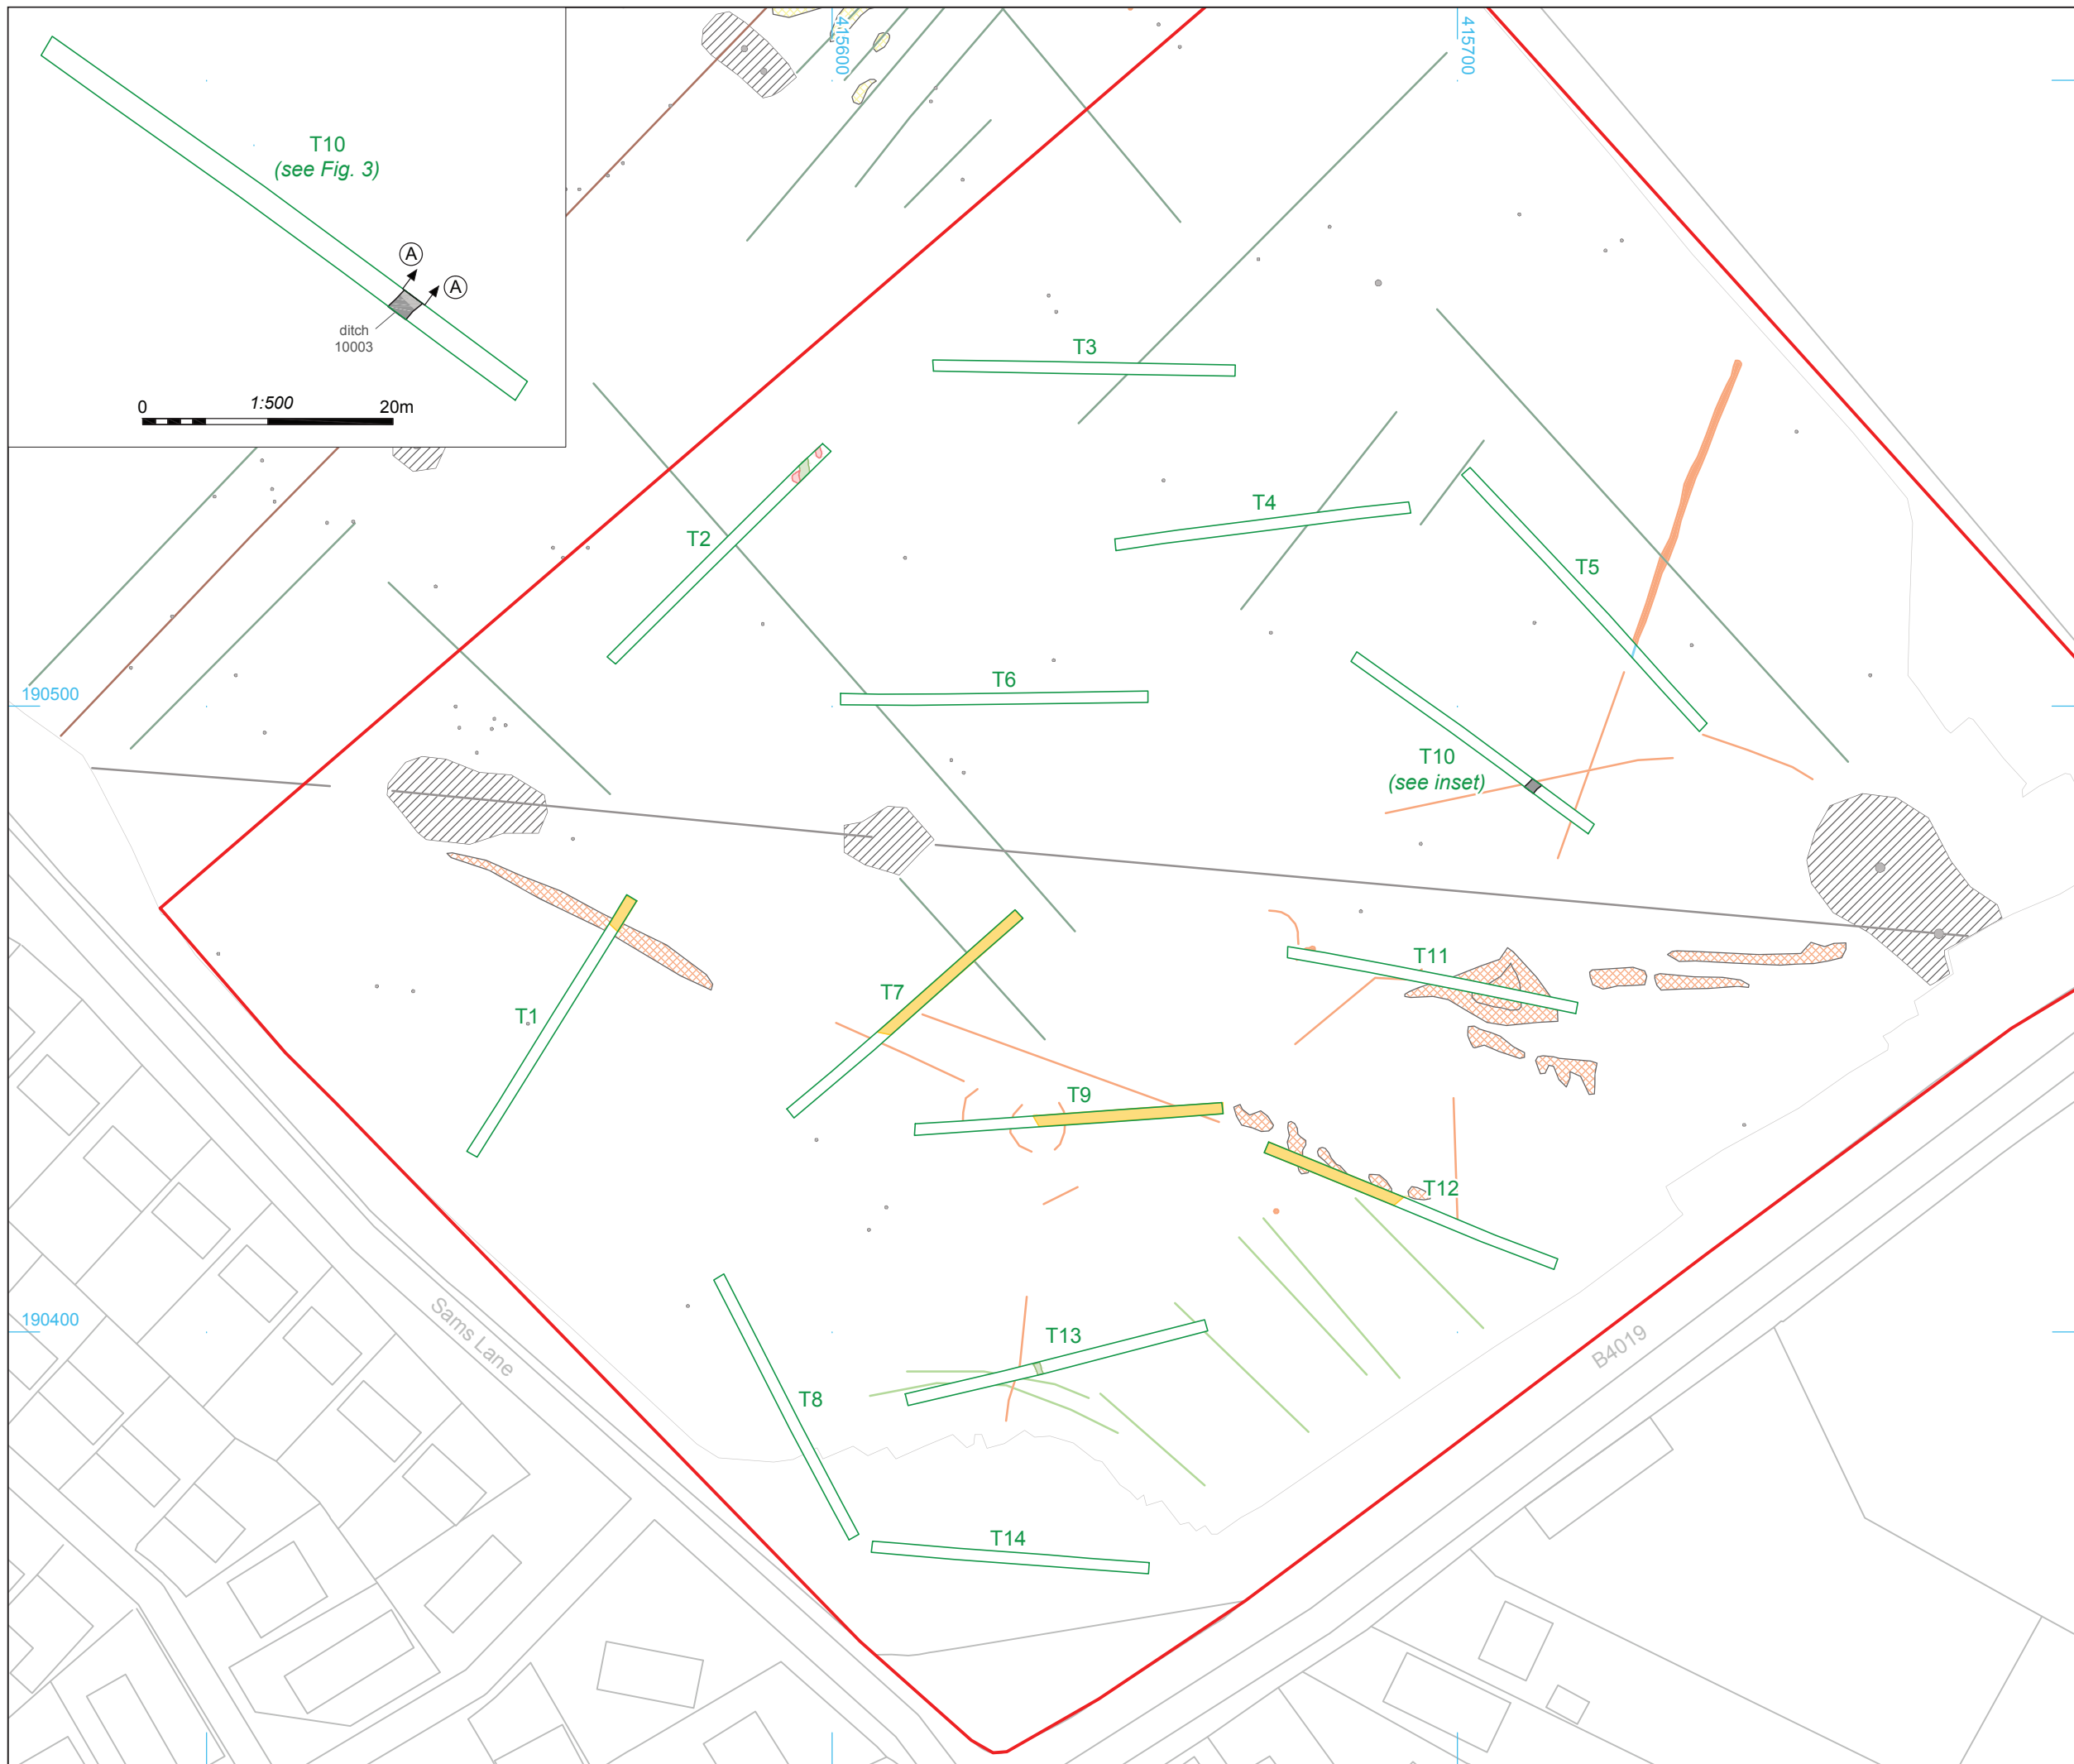 415600
415700
T10
(see Fig. 3)
A
A
ditch
10003
0
1:500
20m
T3
T4
T2
T5
190500
T6
T10
(see inset)
T7
T11
T1
T9
T12
190400
Sams Lane
T13
B4019
T8
T14